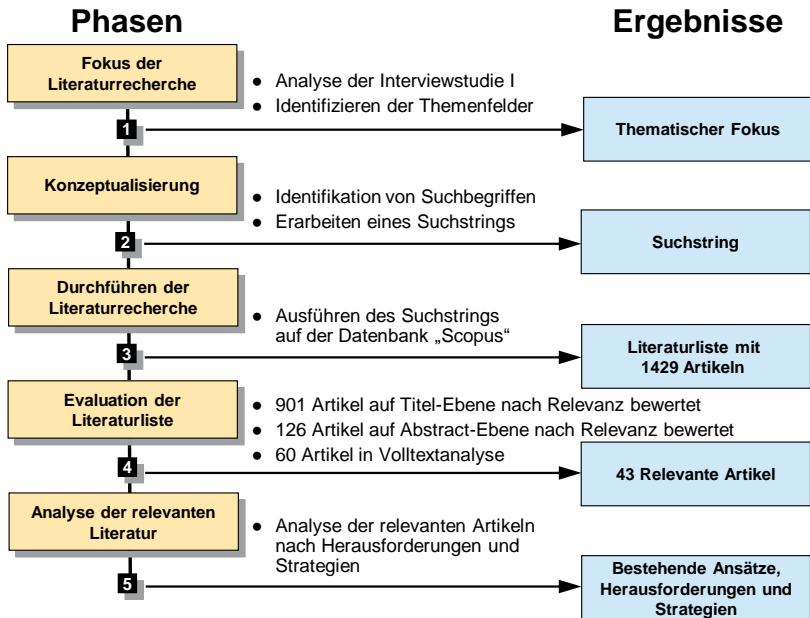 Phasen
Ergebnisse
Fokus der
Literaturrecherche
● Analyse der Interviewstudie I
● Identifizieren der Themenfelder
1
Thematischer Fokus
Konzeptualisierung
● Identifikation von Suchbegriffen
● Erarbeiten eines Suchstrings
2
Suchstring
Durchführen der
Literaturrecherche
● Ausführen des Suchstrings
auf der Datenbank „Scopus“
3
Literaturliste mit
1429 Artikeln
Evaluation der
Literaturliste
● 901 Artikel auf Titel-Ebene nach Relevanz bewertet
● 126 Artikel auf Abstract-Ebene nach Relevanz bewertet
● 60 Artikel in Volltextanalyse
4
43 Relevante Artikel
Analyse der relevanten
Literatur
● Analyse der relevanten Artikeln
nach Herausforderungen und
Strategien
5
Bestehende Ansätze,
Herausforderungen und
Strategien